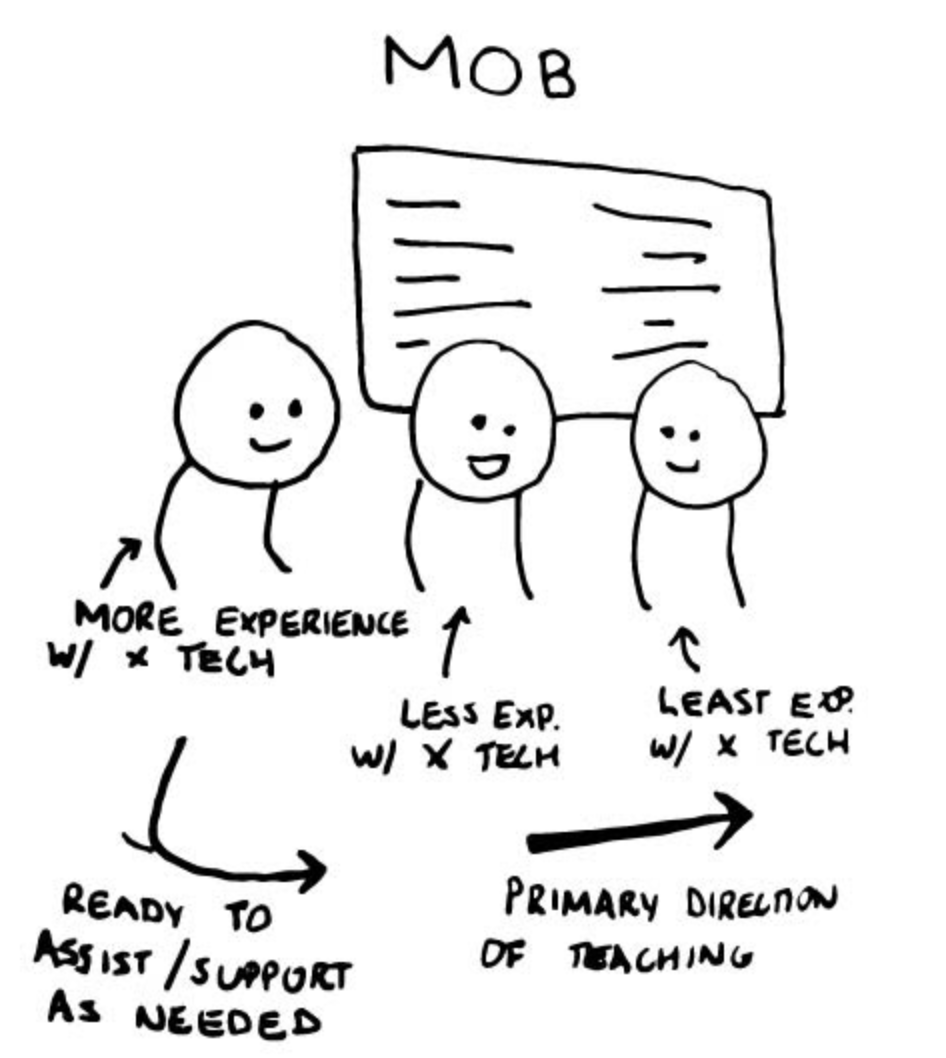 MOB
MORE EXPERIENCE
W/ X TECH
LESS EXP.
W/ X TECH
LEAST EXP.
W/ X TECH
READY TO
ASSIST/SUPPORT
AS NEEDED
PRIMARY DIRECTION
OF TEACHING